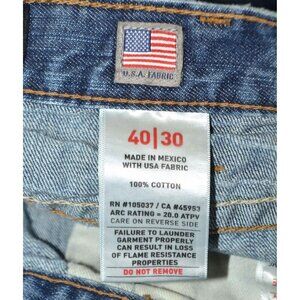 U.S.A. FABRIC
40|30
MADE IN MEXICO
WITH USA FABRIC
100% COTTON
RN #105037 / CA #45953
ARC RATING = 20.0 ATPV
CARE ON REVERSE SIDE
FAILURE TO LAUNDER
GARMENT PROPERLY
CAN RESULT IN LOSS
OF FLAME RESISTANCE
PROPERTIES
DO NOT REMOVE